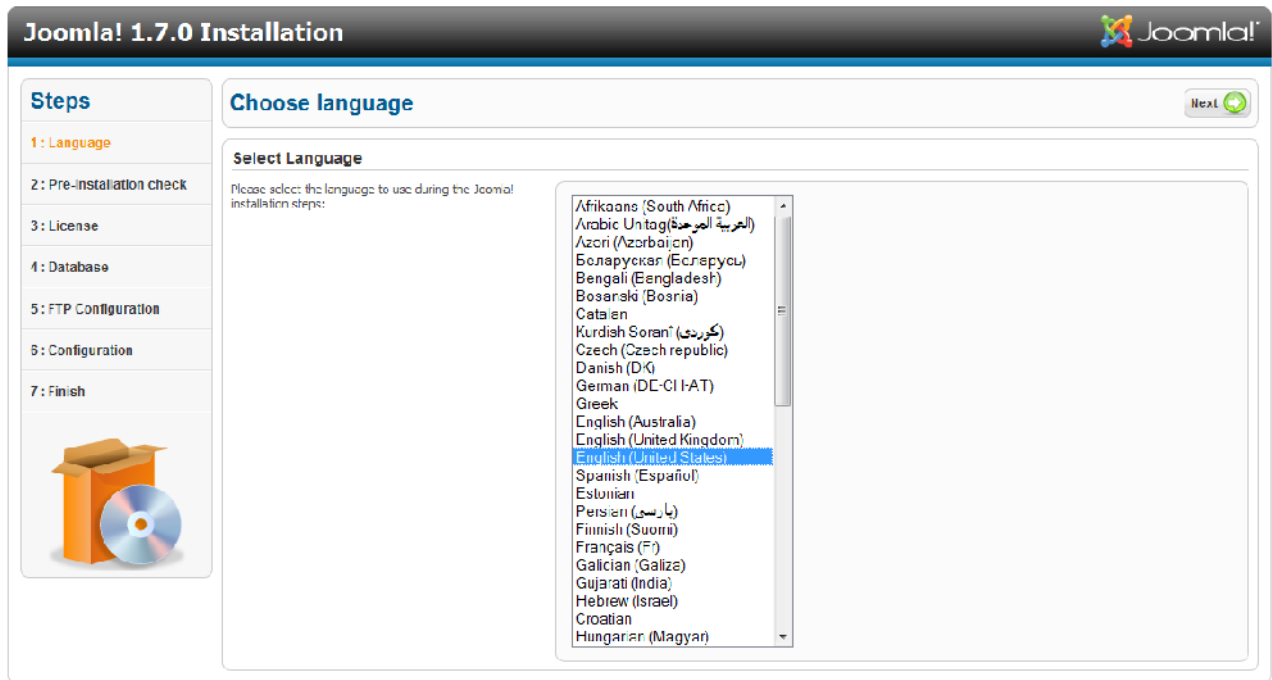 Joomla! 1.7.0 Installation
Joomla!
Steps
1 : Language
2 : Pre-Installation check
3 : License
4 : Database
5 : FTP Configuration
6 : Configuration
7 : Finish
Choose language
Next
Select Language
Please select the language to use during the Joomla!
installation steps:
Afrikaans (South Africa)
Arabic Unitag (العربية الموحدة)
Azeri (Azerbaijan)
Беларуская (Беларусь)
Bengali (Bangladesh)
Bosanski (Bosnia)
Catalan
Kurdish Soranî (كوردى)
Czech (Czech republic)
Danish (DK)
German (DE-CH-AT)
Greek
English (Australia)
English (United Kingdom)
English (United States)
Spanish (Español)
Estonian
Persian (پارسی)
Finnish (Suomi)
Français (Fr)
Galician (Galiza)
Gujarati (India)
Hebrew (Israel)
Croatian
Hungarian (Magyar)